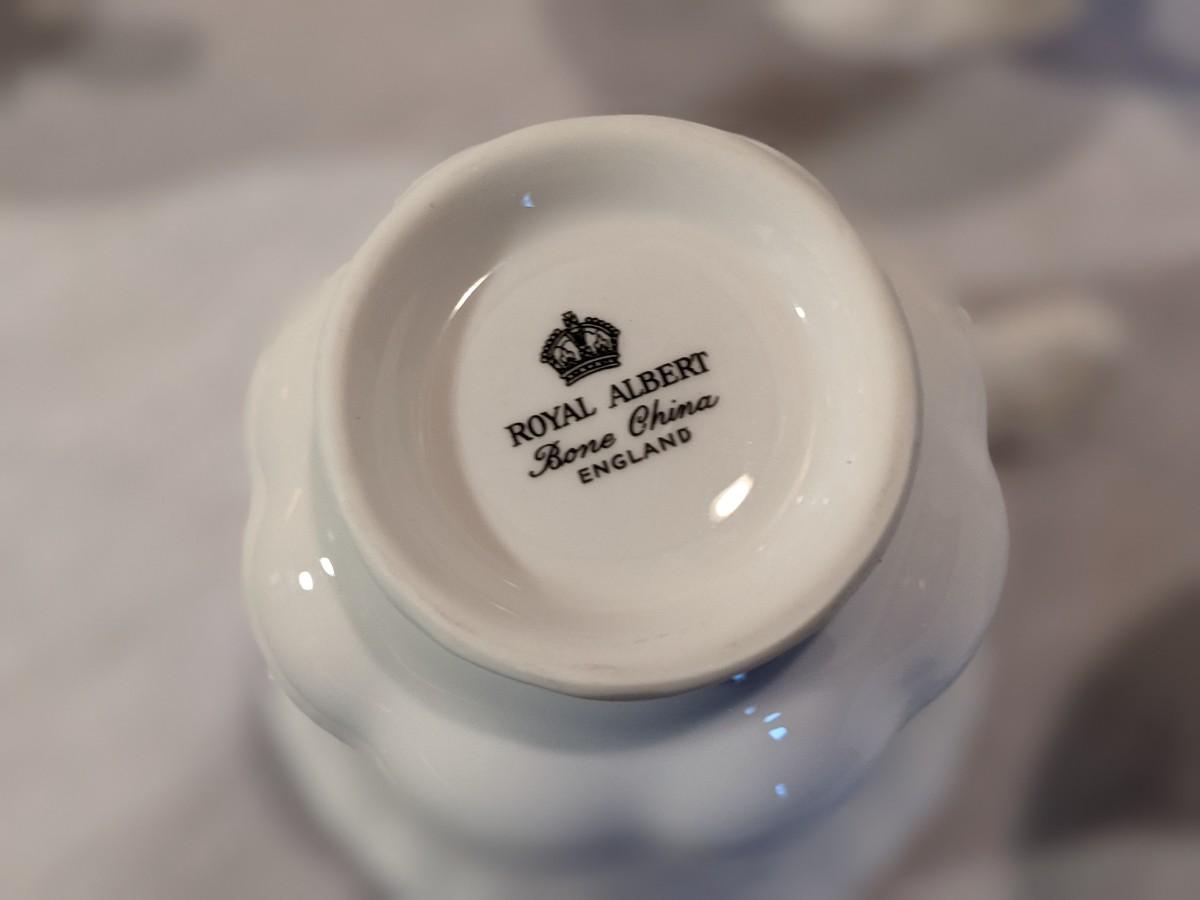 ROYAL ALBERT
Bone China
ENGLAND